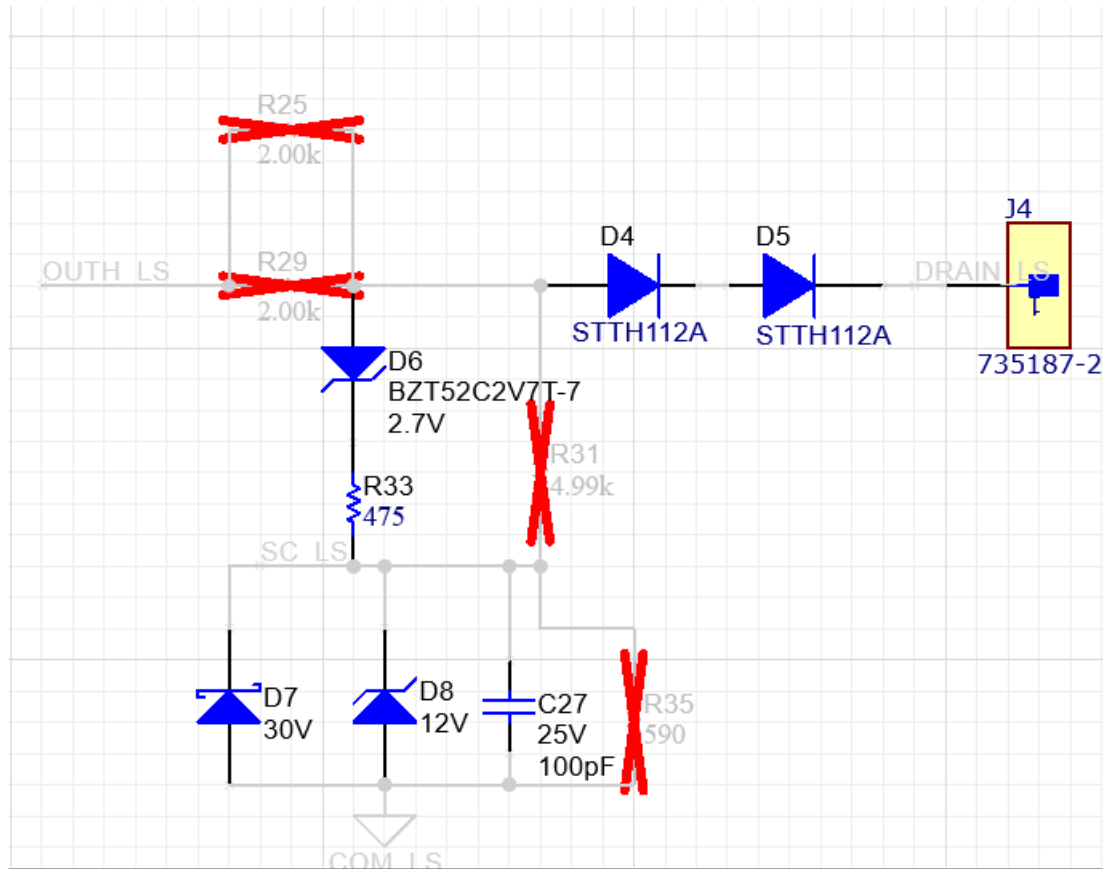 R25
2.00k
OUTH_LS
R29
2.00k
D4
STTH112A
D5
STTH112A
DRAIN_LS
J4
735187-2
D6
BZT52C2V7T-7
2.7V
R31
4.99k
R33
475
SC_LS
D7
30V
D8
12V
C27
25V
100pF
R35
590
COM_LS